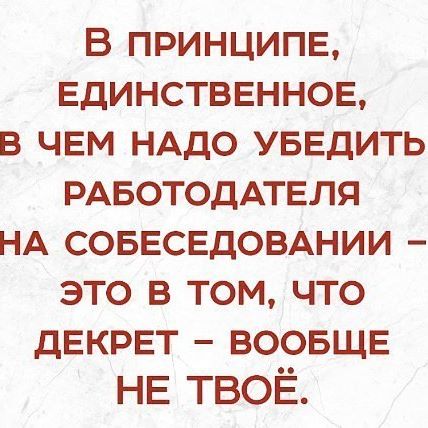 В ПРИНЦИПЕ,
ЕДИНСТВЕННОЕ,
В ЧЕМ НАДО УБЕДИТЬ
РАБОТОДАТЕЛЯ
НА СОБЕСЕДОВАНИИ –
ЭТО В ТОМ, ЧТО
ДЕКРЕТ – ВООБЩЕ
НЕ ТВОЁ.